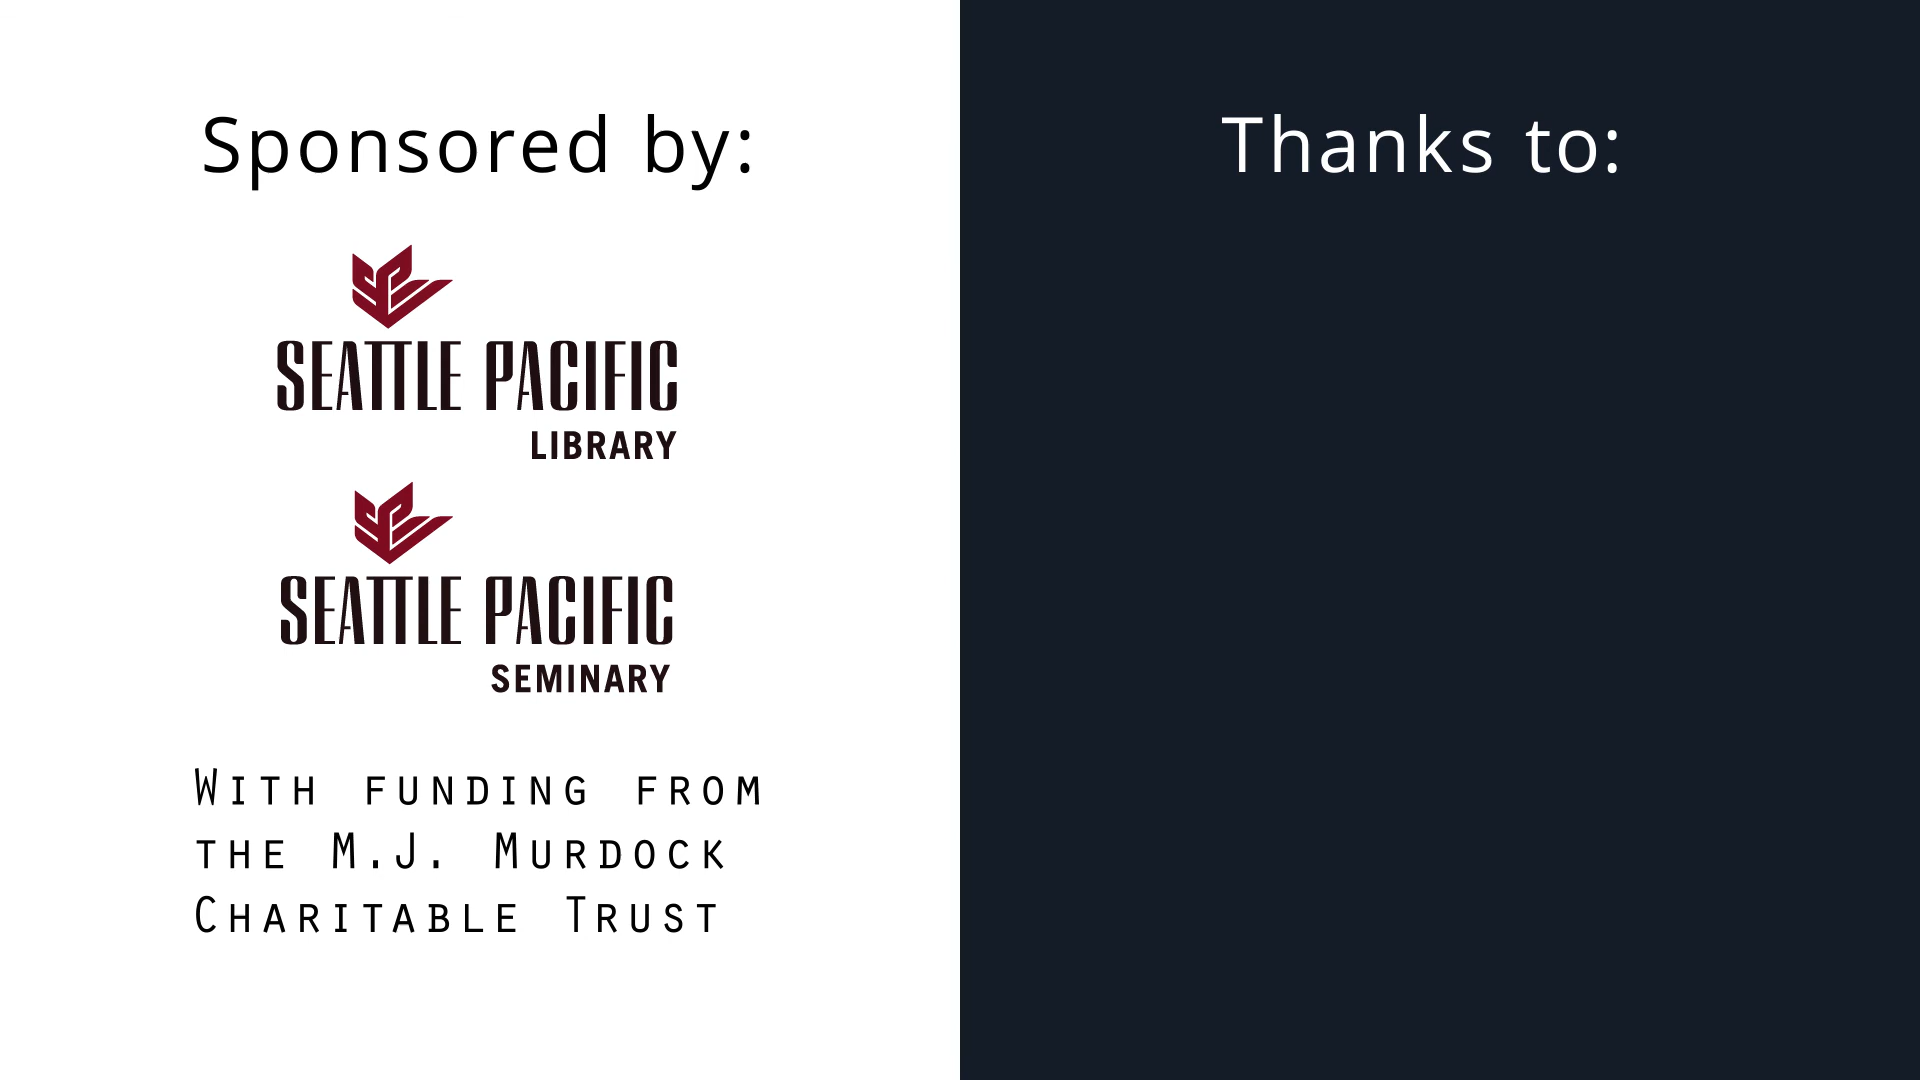 Sponsored by:
SEATTLE PACIFIC
LIBRARY
SEATTLE PACIFIC
SEMINARY
With funding from
the M.J. Murdock
Charitable Trust
Thanks to: